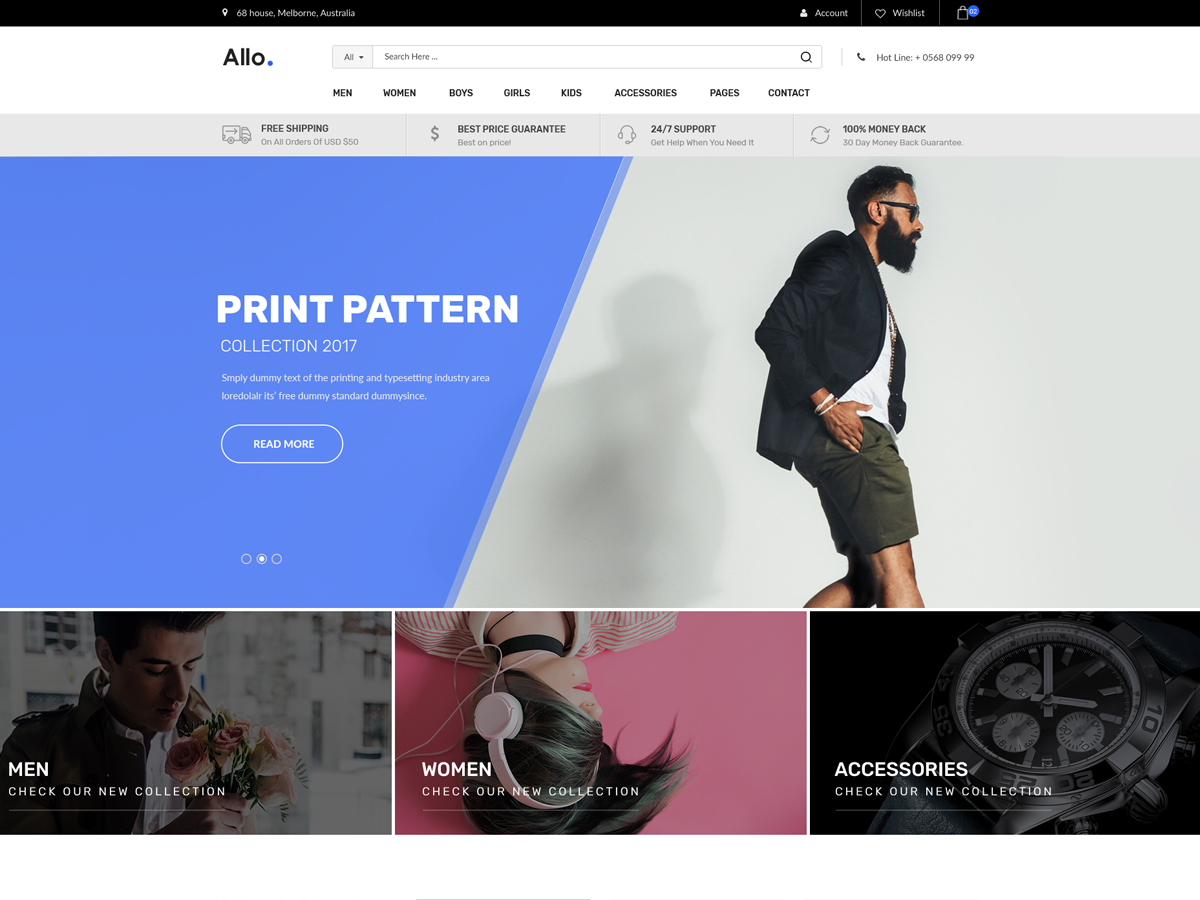 68 house, Melborne, Australia
Account
Wishlist
02
Allo.
All
Search Here ...
Hot Line: + 0568 099 99
MEN
WOMEN
BOYS
GIRLS
KIDS
ACCESSORIES
PAGES
CONTACT
FREE SHIPPING
On All Orders Of USD $50
$
BEST PRICE GUARANTEE
Best on price!
24/7 SUPPORT
Get Help When You Need It
100% MONEY BACK
30 Day Money Back Guarantee.
PRINT PATTERN
COLLECTION 2017
Smply dummy text of the printing and typesetting industry area
loredolalr its' free dummy standard dummysince.
READ MORE
MEN
CHECK OUR NEW COLLECTION
WOMEN
CHECK OUR NEW COLLECTION
ACCESSORIES
CHECK OUR NEW COLLECTION